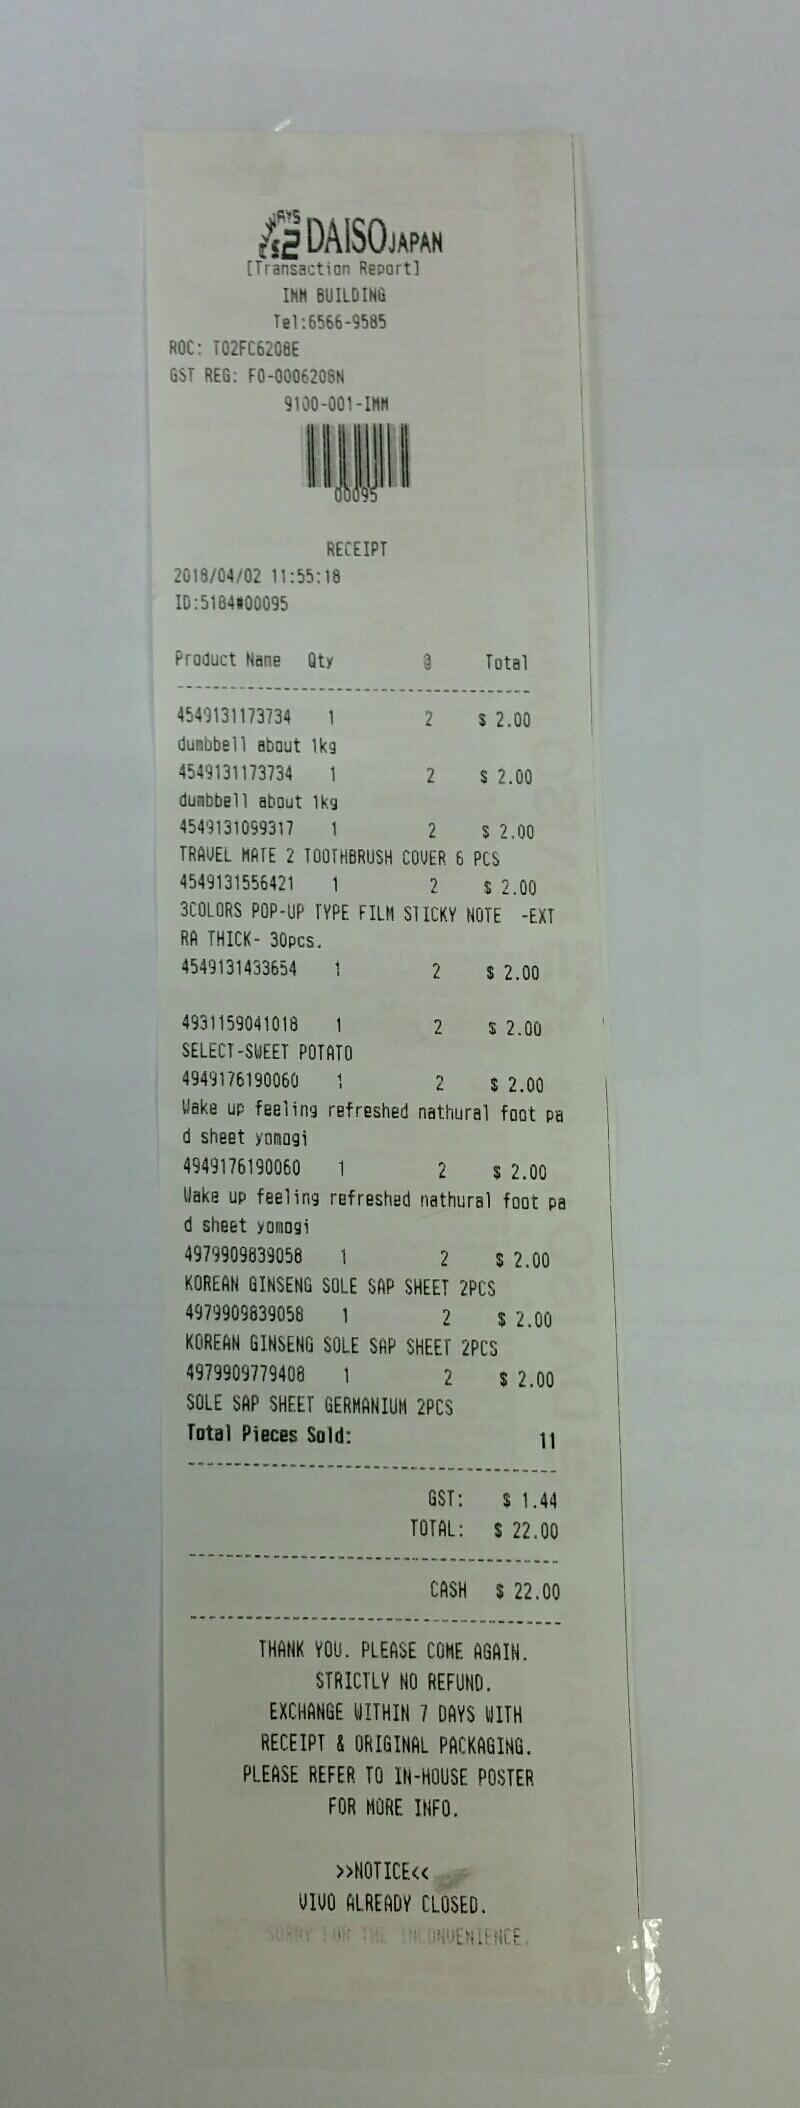 DAISO JAPAN
[Transaction Report]
IMM BUILDING
Tel:6566-9585
ROC: T02FC6208E
GST REG: F0-0006208N
9100-001-IMM
00095
RECEIPT
2018/04/02 11:55:18
ID:5184#00095
Product Name Qty @ Total
4549131173734 1 2 $ 2.00
dumbbell about 1kg
4549131173734 1 2 $ 2.00
dumbbell about 1kg
4549131099317 1 2 $ 2.00
TRAVEL MATE 2 TOOTHBRUSH COVER 6 PCS
4549131556421 1 2 $ 2.00
3COLORS POP-UP TYPE FILM STICKY NOTE -EXT
RA THICK- 30pcs.
4549131433654 1 2 $ 2.00
4931159041018 1 2 $ 2.00
SELECT-SWEET POTATO
4949176190060 1 2 $ 2.00
Wake up feeling refreshed nathural foot pa
d sheet yomogi
4949176190060 1 2 $ 2.00
Wake up feeling refreshed nathural foot pa
d sheet yomogi
4979909839058 1 2 $ 2.00
KOREAN GINSENG SOLE SAP SHEET 2PCS
4979909839058 1 2 $ 2.00
KOREAN GINSENG SOLE SAP SHEET 2PCS
4979909779408 1 2 $ 2.00
SOLE SAP SHEET GERMANIUM 2PCS
Total Pieces Sold: 11
GST: $ 1.44
TOTAL: $ 22.00
CASH $ 22.00
THANK YOU. PLEASE COME AGAIN.
STRICTLY NO REFUND.
EXCHANGE WITHIN 7 DAYS WITH
RECEIPT & ORIGINAL PACKAGING.
PLEASE REFER TO IN-HOUSE POSTER
FOR MORE INFO.
>>NOTICE<<
VIVO ALREADY CLOSED.
SORRY FOR THE INCONVENIENCE.